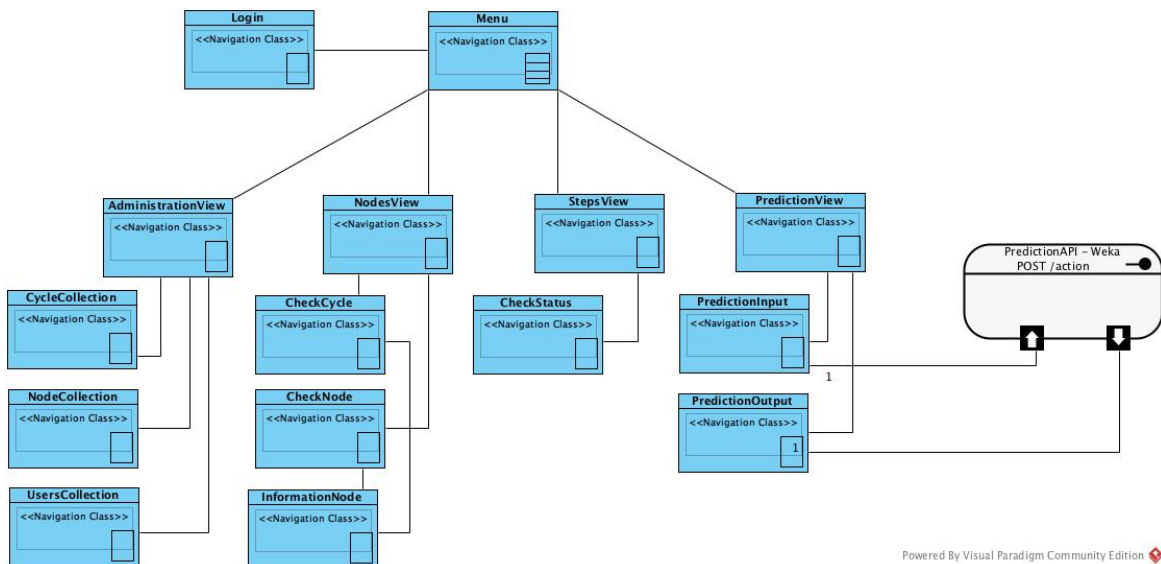 Login
<<Navigation Class>>
Menu
<<Navigation Class>>
AdministrationView
<<Navigation Class>>
NodesView
<<Navigation Class>>
StepsView
<<Navigation Class>>
PredictionView
<<Navigation Class>>
PredictionAPI - Weka
POST /action
CycleCollection
<<Navigation Class>>
CheckCycle
<<Navigation Class>>
CheckStatus
<<Navigation Class>>
PredictionInput
<<Navigation Class>>
1
NodeCollection
<<Navigation Class>>
CheckNode
<<Navigation Class>>
PredictionOutput
<<Navigation Class>>
1
UsersCollection
<<Navigation Class>>
InformationNode
<<Navigation Class>>
Powered By Visual Paradigm Community Edition